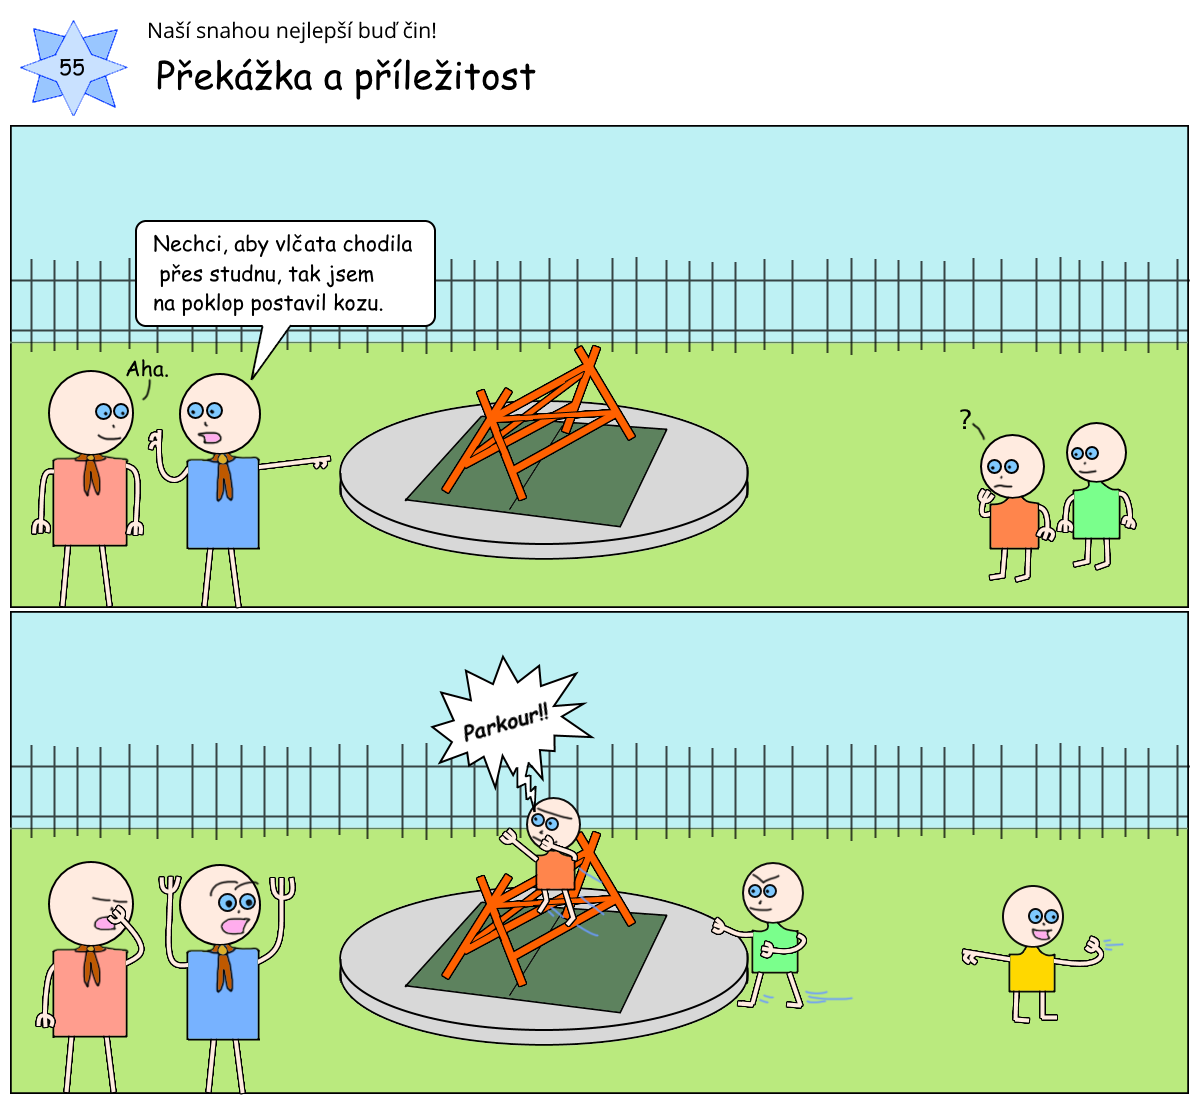 Naší snahou nejlepší buď čin!
55
Překážka a příležitost
Nechci, aby vlčata chodila
přes studnu, tak jsem
na poklop postavil kozu.
Aha.
?
Parkour!!